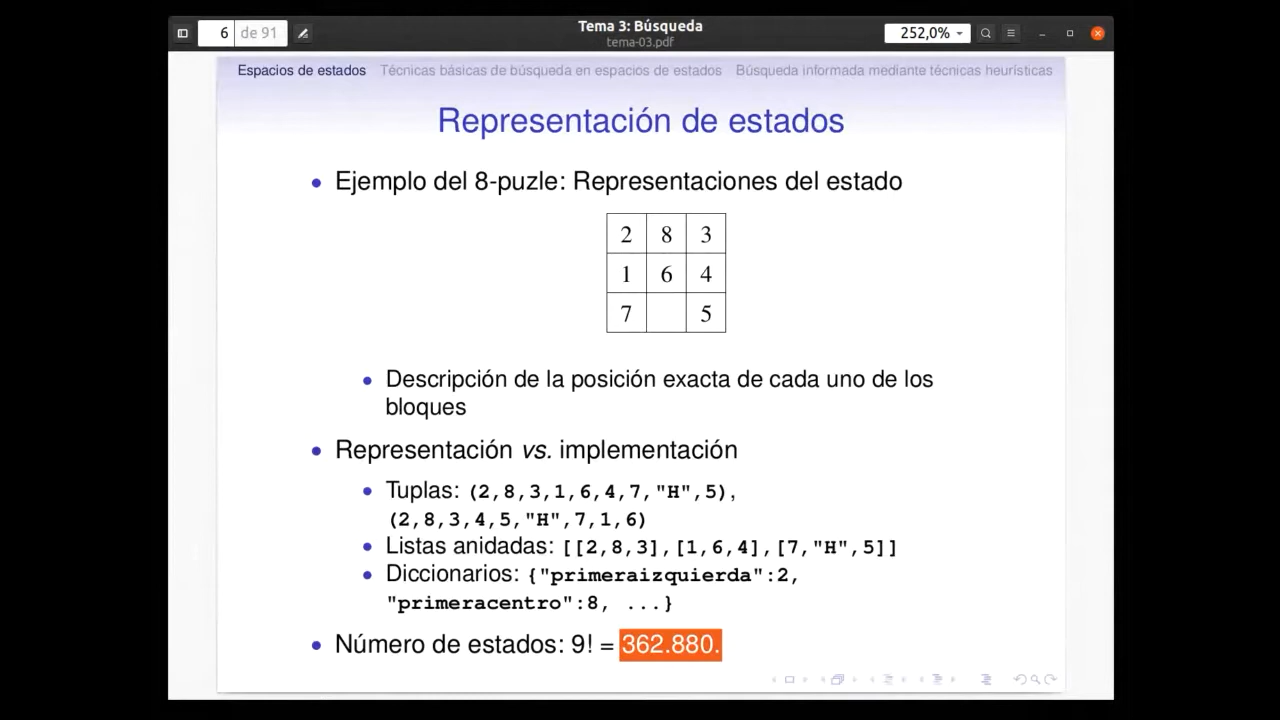 6 de 91
Tema 3: Búsqueda
tema-03.pdf
252,0%
Espacios de estados Técnicas básicas de búsqueda en espacios de estados Búsqueda informada mediante técnicas heurísticas
Representación de estados
Ejemplo del 8-puzle: Representaciones del estado
2 8 3
1 6 4
7 5
Descripción de la posición exacta de cada uno de los
bloques
Representación vs. implementación
Tuplas: (2,8,3,1,6,4,7,"H",5),
(2,8,3,4,5,"H",7,1,6)
Listas anidadas: [[2,8,3],[1,6,4],[7,"H",5]]
Diccionarios: {"primeraizquierda":2,
"primeracentro":8, ...}
Número de estados: 9! = 362.880.